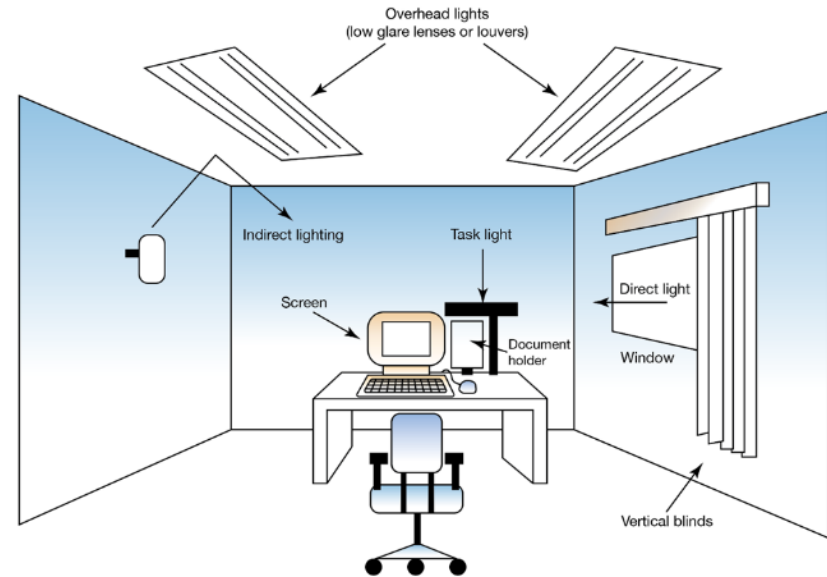 Overhead lights
(low glare lenses or louvers)
Indirect lighting
Task light
Screen
Direct light
Document
holder
Window
Vertical blinds